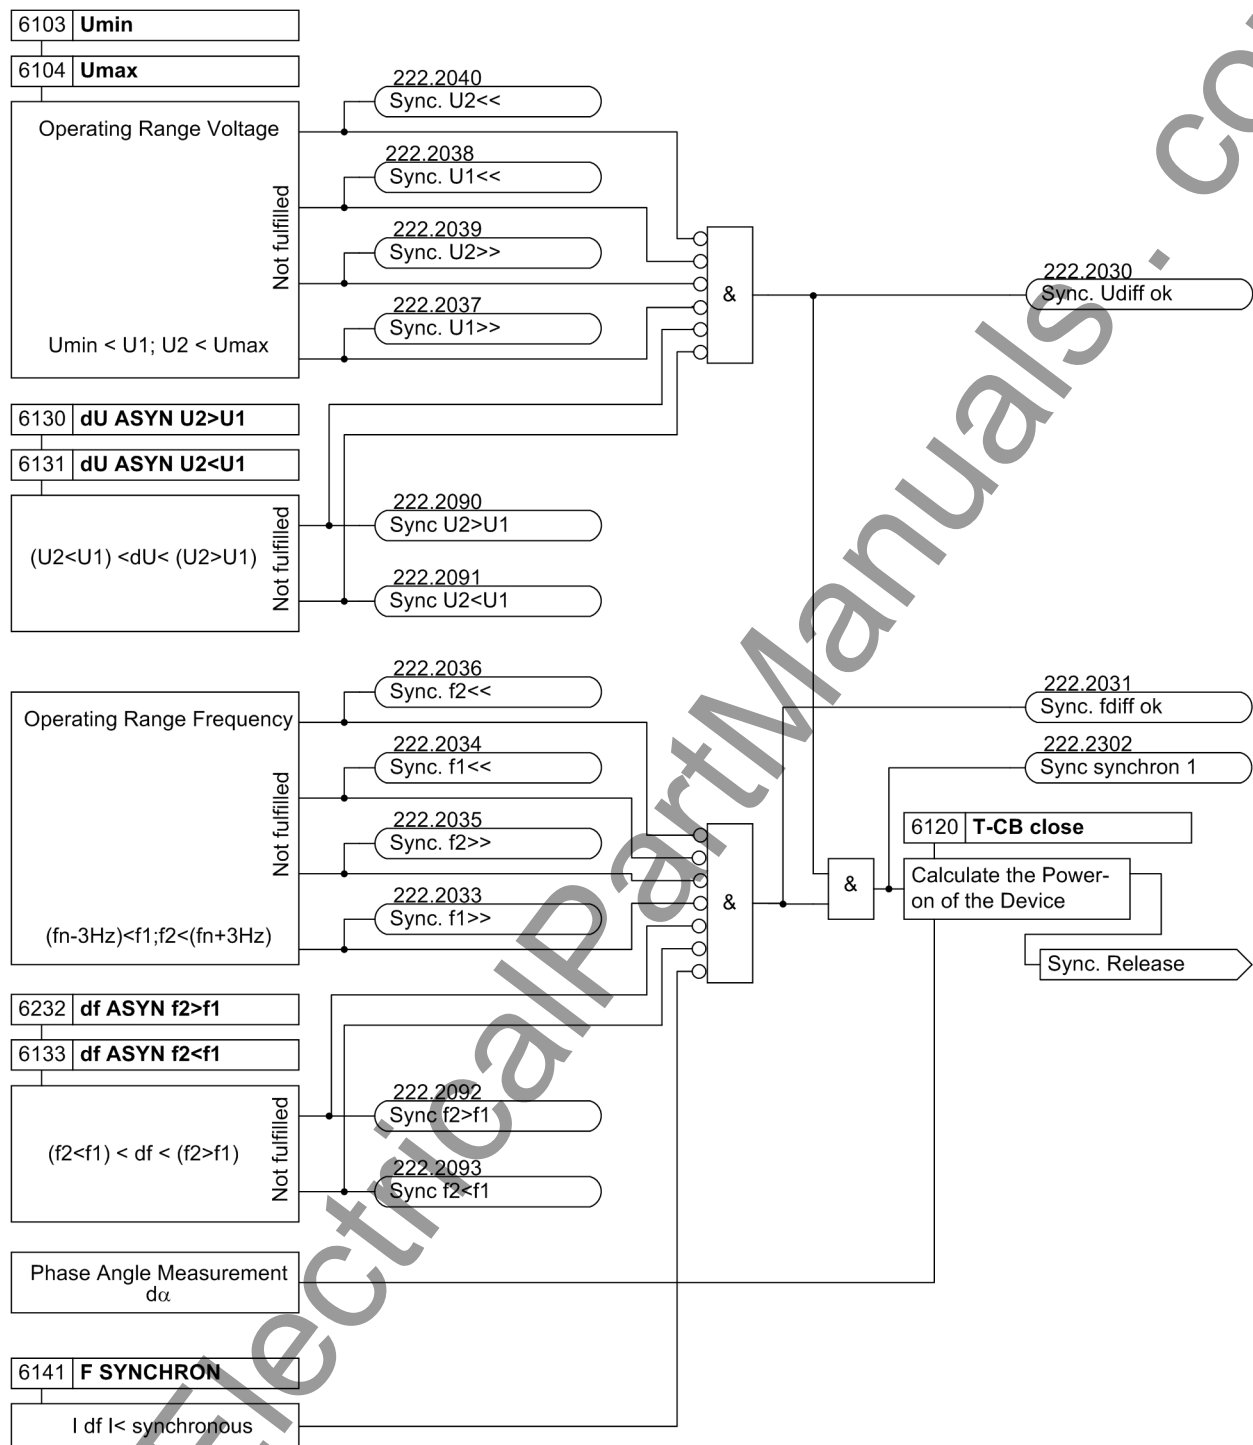 6103 Umin
6104 Umax
Operating Range Voltage
Not fulfilled
Umin < U1; U2 < Umax
222.2040
Sync. U2<<
222.2038
Sync. U1<<
222.2039
Sync. U2>>
222.2037
Sync. U1>>
&
222.2030
Sync. Udiff ok
6130 dU ASYN U2>U1
6131 dU ASYN U2<U1
(U2<U1) <dU< (U2>U1)
Not fulfilled
222.2090
Sync U2>U1
222.2091
Sync U2<U1
Operating Range Frequency
Not fulfilled
(fn-3Hz)<f1;f2<(fn+3Hz)
222.2036
Sync. f2<<
222.2034
Sync. f1<<
222.2035
Sync. f2>>
222.2033
Sync. f1>>
&
&
222.2031
Sync. fdiff ok
222.2302
Sync synchron 1
6120 T-CB close
Calculate the Power-
on of the Device
Sync. Release
6232 df ASYN f2>f1
6133 df ASYN f2<f1
(f2<f1) < df < (f2>f1)
Not fulfilled
222.2092
Sync f2>f1
222.2093
Sync f2<f1
Phase Angle Measurement
dα
6141 F SYNCHRON
I df I< synchronous
ElectricalPartManuals . co